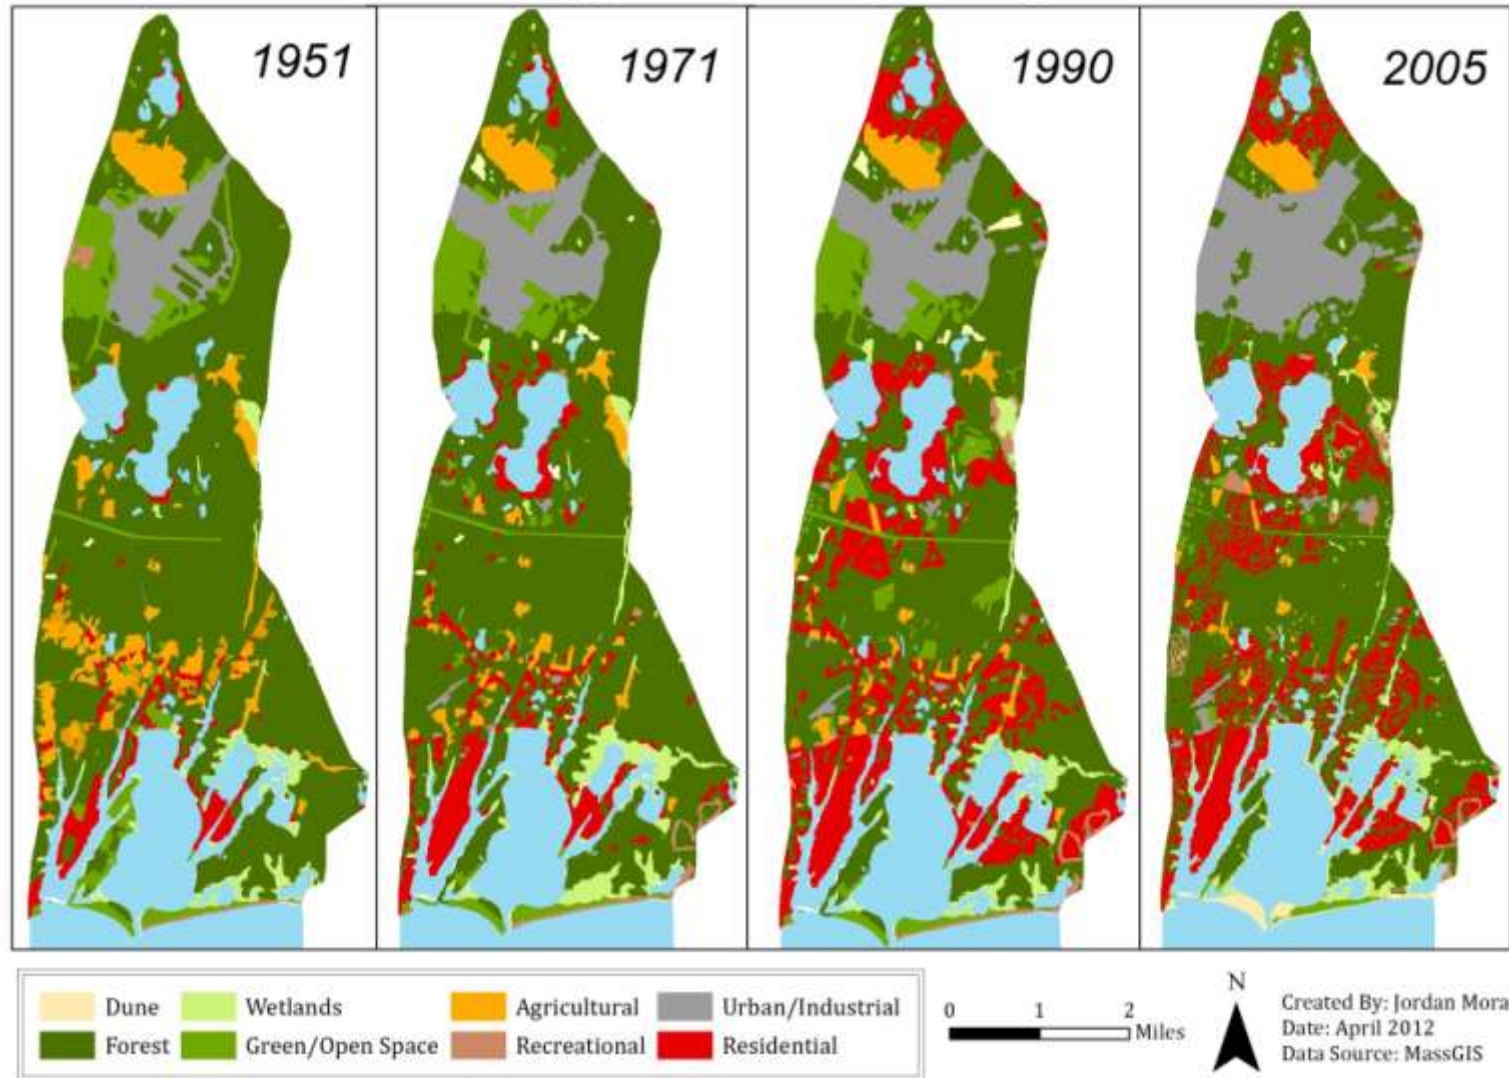 1951
1971
1990
2005
Dune
Wetlands
Agricultural
Urban/Industrial
Forest
Green/Open Space
Recreational
Residential
0 1 2
Miles
N
Created By: Jordan Mora
Date: April 2012
Data Source: MassGIS